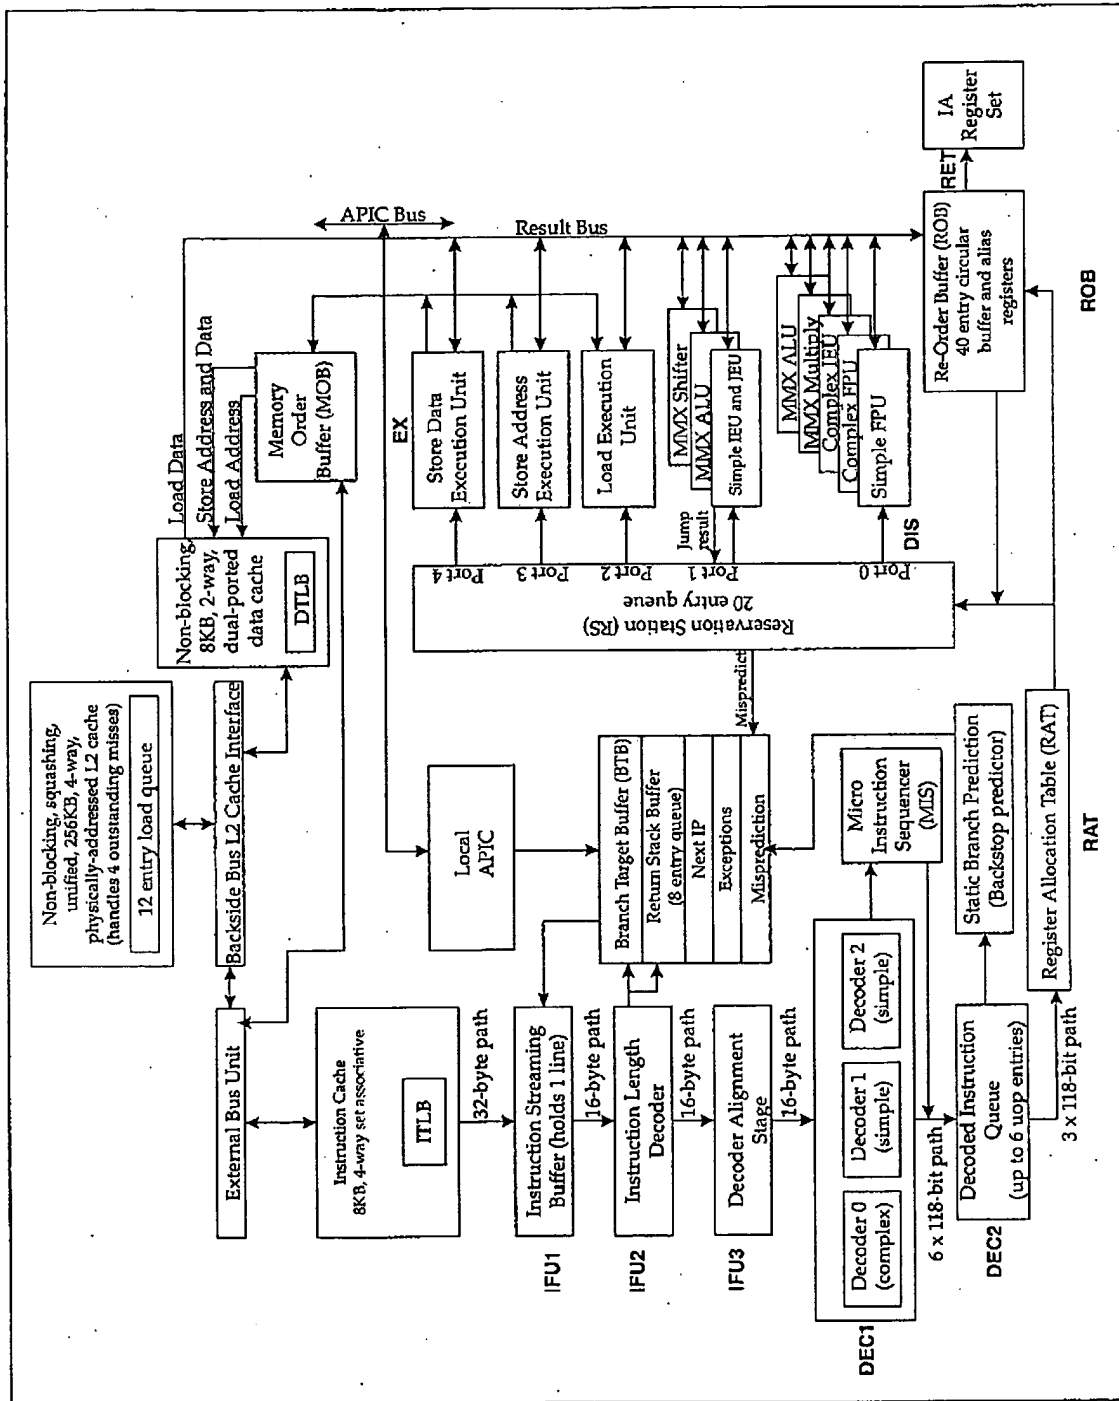 Non-blocking, squashing,
unified, 256KB, 4-way,
physically-addressed L2 cache
(handles 4 outstanding misses)
12 entry load queue
External Bus Unit
Backside Bus L2 Cache Interface
Non-blocking,
8KB, 2-way,
dual-ported
data cache
DTLB
Load Data
Store Address and Data
Load Address
Memory
Order
Buffer (MOB)
Instruction Cache
8KB, 4-way set associative
ITLB
32-byte path
Local
APIC
APIC Bus
Result Bus
IFU1
Instruction Streaming
Buffer (holds 1 line)
16-byte path
IFU2
Instruction Length
Decoder
16-byte path
IFU3
Decoder Alignment
Stage
16-byte path
Branch Target Buffer (BTB)
Return Stack Buffer
(8 entry queue)
Next IP
Exceptions
Misprediction
Mispredict
Reservation Station (RS)
20 entry queue
Port 4
Port 3
Port 2
Port 1
Port 0
Jump
result
EX
Store Data
Execution Unit
Store Address
Execution Unit
Load Execution
Unit
MMX Shifter
MMX ALU
Simple IEU and JEU
MMX ALU
MMX Multiply
Complex IEU
Complex FPU
Simple FPU
DIS
DEC1
Decoder 0
(complex)
Decoder 1
(simple)
Decoder 2
(simple)
Micro
Instruction
Sequencer
(MIS)
6 x 118-bit path
DEC2
Decoded Instruction
Queue
(up to 6 uop entries)
Static Branch Prediction
(Backstop predictor)
3 x 118-bit path
Register Allocation Table (RAT)
RAT
Re-Order Buffer (ROB)
40 entry circular
buffer and alias
registers
ROB
RET
IA
Register
Set